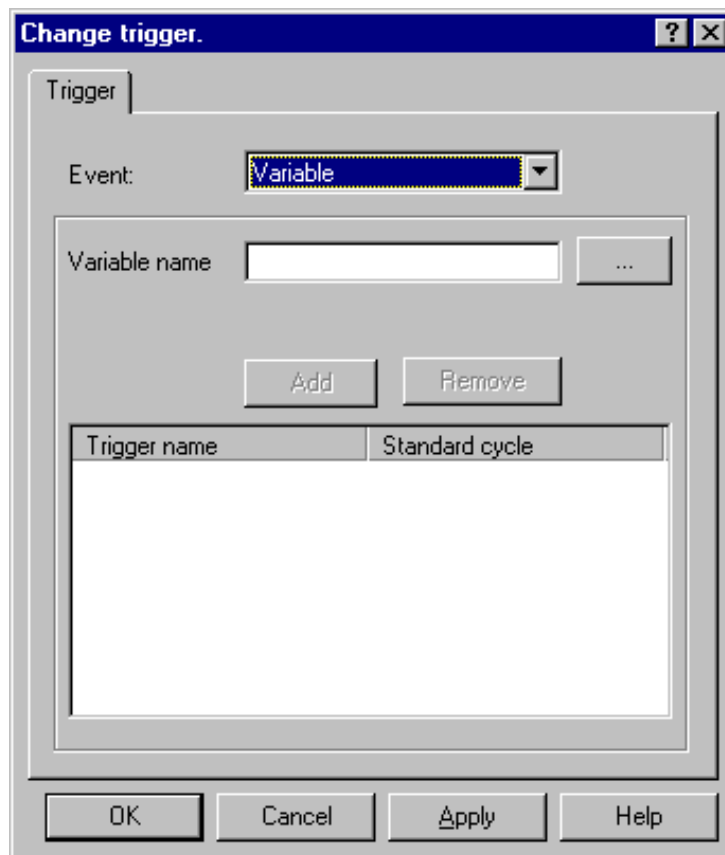 Change trigger.
Trigger
Event: Variable
Variable name ...
Add Remove
Trigger name Standard cycle
OK Cancel Apply Help